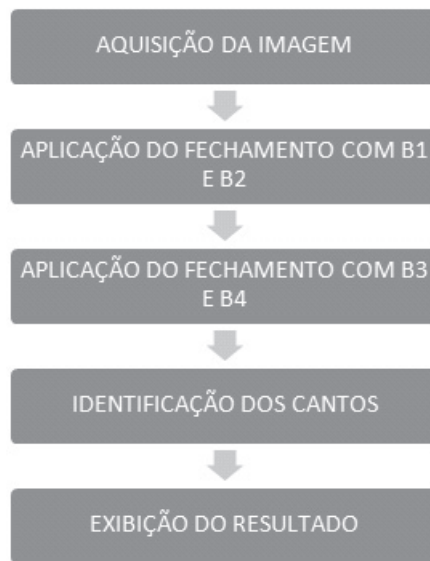 AQUISIÇÃO DA IMAGEM
APLICAÇÃO DO FECHAMENTO COM B1
E B2
APLICAÇÃO DO FECHAMENTO COM B3
E B4
IDENTIFICAÇÃO DOS CANTOS
EXIBIÇÃO DO RESULTADO